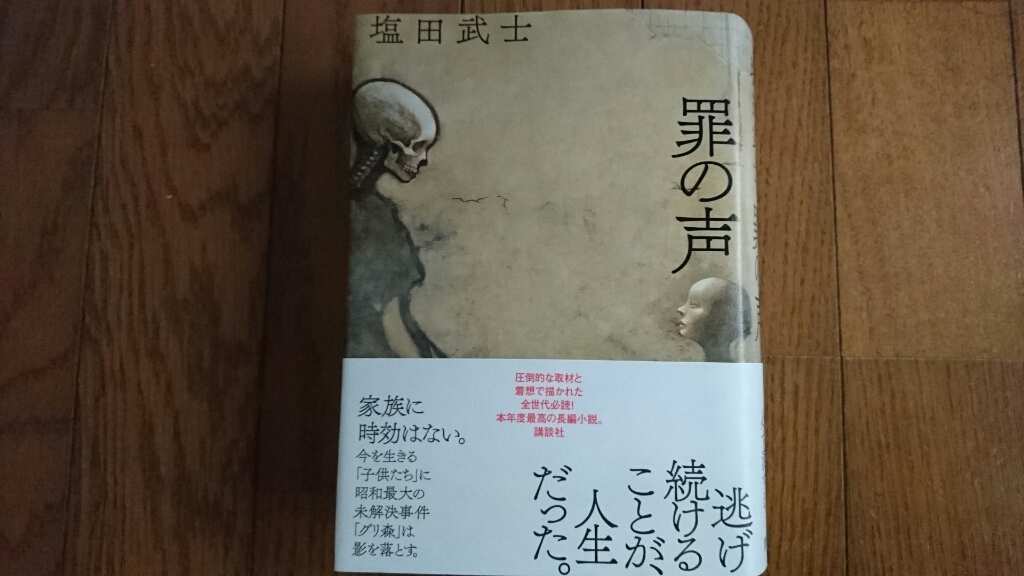 塩田武士
罪の声
圧倒的な取材と
着想で描かれた
全世代必読!
本年度最高の長編小説。
講談社
家族に
時効はない。
今を生きる
「子供たち」に
昭和最大の
未解決事件
「グリ森」は
影を落とす。
逃げ
続ける
ことが、
人生
だった。